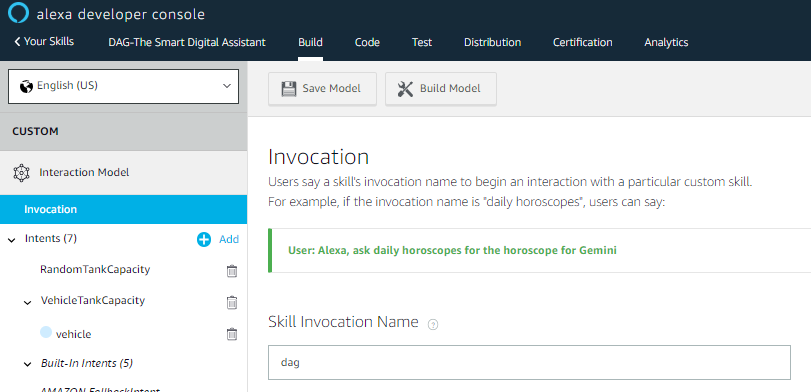 alexa developer console
Your Skills DAG-The Smart Digital Assistant Build Code Test Distribution Certification Analytics
English (US)
Save Model Build Model
CUSTOM
Interaction Model
Invocation
Intents (7) Add
RandomTankCapacity
VehicleTankCapacity
vehicle
Built-In Intents (5)
AMAZON.FallbackIntent
Invocation
Users say a skill's invocation name to begin an interaction with a particular custom skill.
For example, if the invocation name is "daily horoscopes", users can say:
User: Alexa, ask daily horoscopes for the horoscope for Gemini
Skill Invocation Name ?
dag